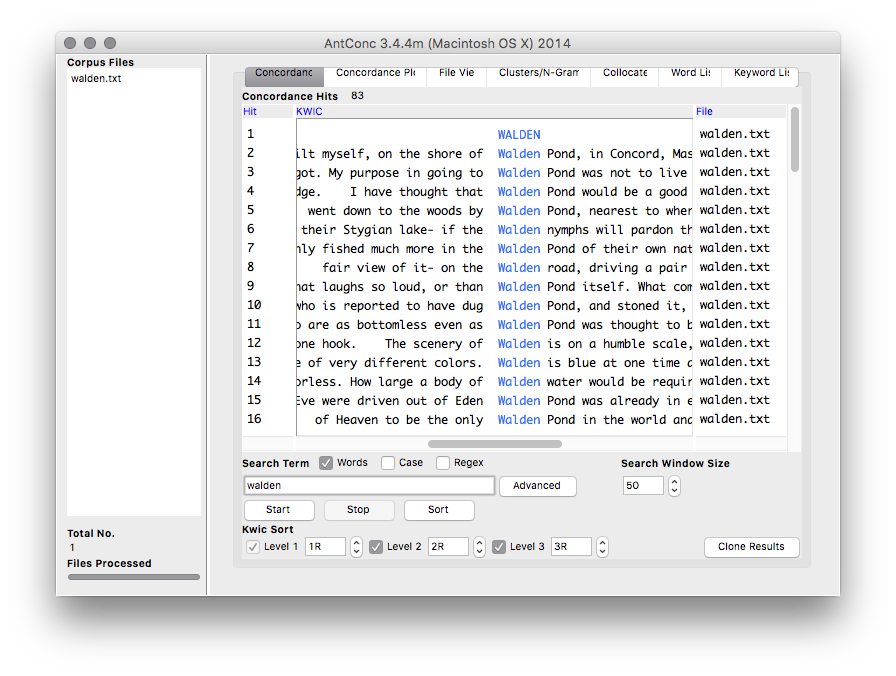 AntConc 3.4.4m (Macintosh OS X) 2014
Corpus Files
walden.txt
Concordanc Concordance Plo File Vie Clusters/N-Gram Collocate Word Lis Keyword Lis
Concordance Hits 83
Hit KWIC File
1 WALDEN walden.txt
2 ilt myself, on the shore of Walden Pond, in Concord, Mas walden.txt
3 got. My purpose in going to Walden Pond was not to live walden.txt
4 dge. I have thought that Walden Pond would be a good walden.txt
5 went down to the woods by Walden Pond, nearest to wher walden.txt
6 their Stygian lake- if the Walden nymphs will pardon th walden.txt
7 nly fished much more in the Walden Pond of their own nat walden.txt
8 fair view of it- on the Walden road, driving a pair walden.txt
9 hat laughs so loud, or than Walden Pond itself. What com walden.txt
10 who is reported to have dug Walden Pond, and stoned it, walden.txt
11 o are as bottomless even as Walden Pond was thought to b walden.txt
12 one hook. The scenery of Walden is on a humble scale, walden.txt
13 e of very different colors. Walden is blue at one time a walden.txt
14 orless. How large a body of Walden water would be requir walden.txt
15 Eve were driven out of Eden Walden Pond was already in e walden.txt
16 of Heaven to be the only Walden Pond in the world and walden.txt
Search Term Words Case Regex Search Window Size
walden Advanced 50
Start Stop Sort
Total No.
1
Files Processed
Kwic Sort
Level 1 1R Level 2 2R Level 3 3R Clone Results